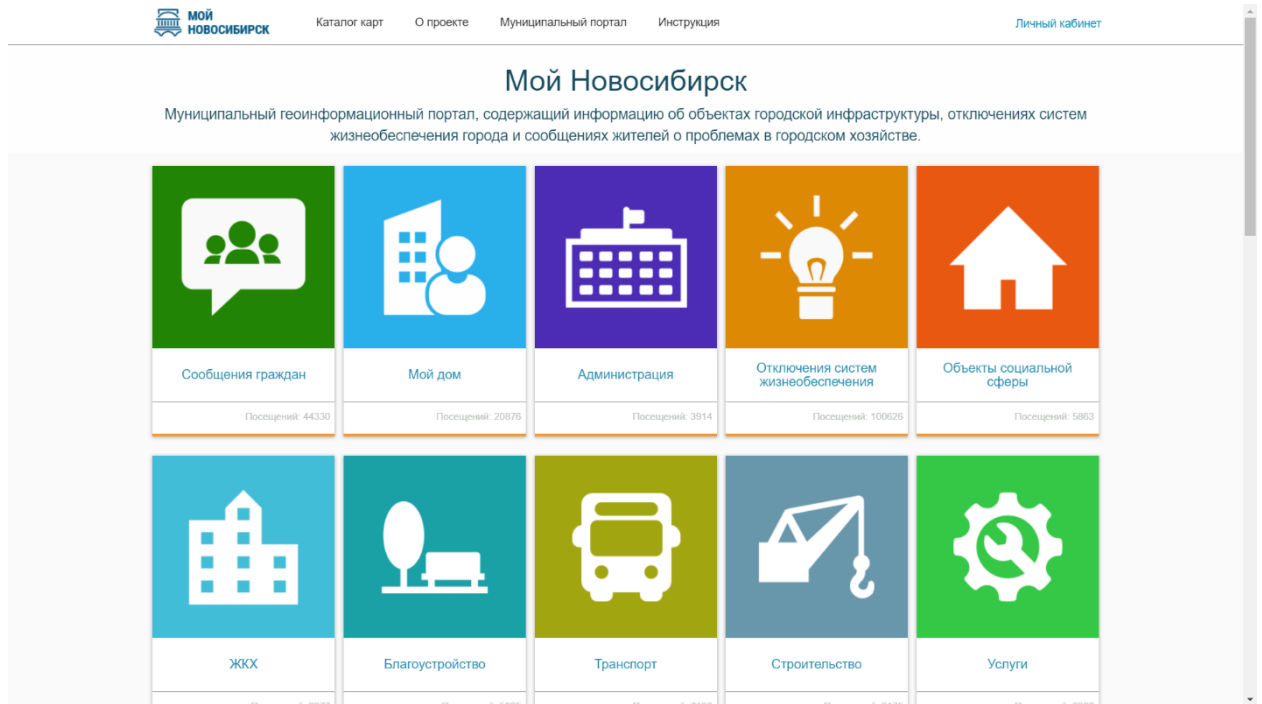 МОЙ
НОВОСИБИРСК
Каталог карт
О проекте
Муниципальный портал
Инструкция
Личный кабинет
Мой Новосибирск
Муниципальный геоинформационный портал, содержащий информацию об объектах городской инфраструктуры, отключениях систем
жизнеобеспечения города и сообщениях жителей о проблемах в городском хозяйстве.
Сообщения граждан
Мой дом
Администрация
Отключения систем
жизнеобеспечения
Объекты социальной
сферы
Посещений: 44330
Посещений: 20876
Посещений: 3914
Посещений: 100626
Посещений: 5863
ЖКХ
Благоустройство
Транспорт
Строительство
Услуги